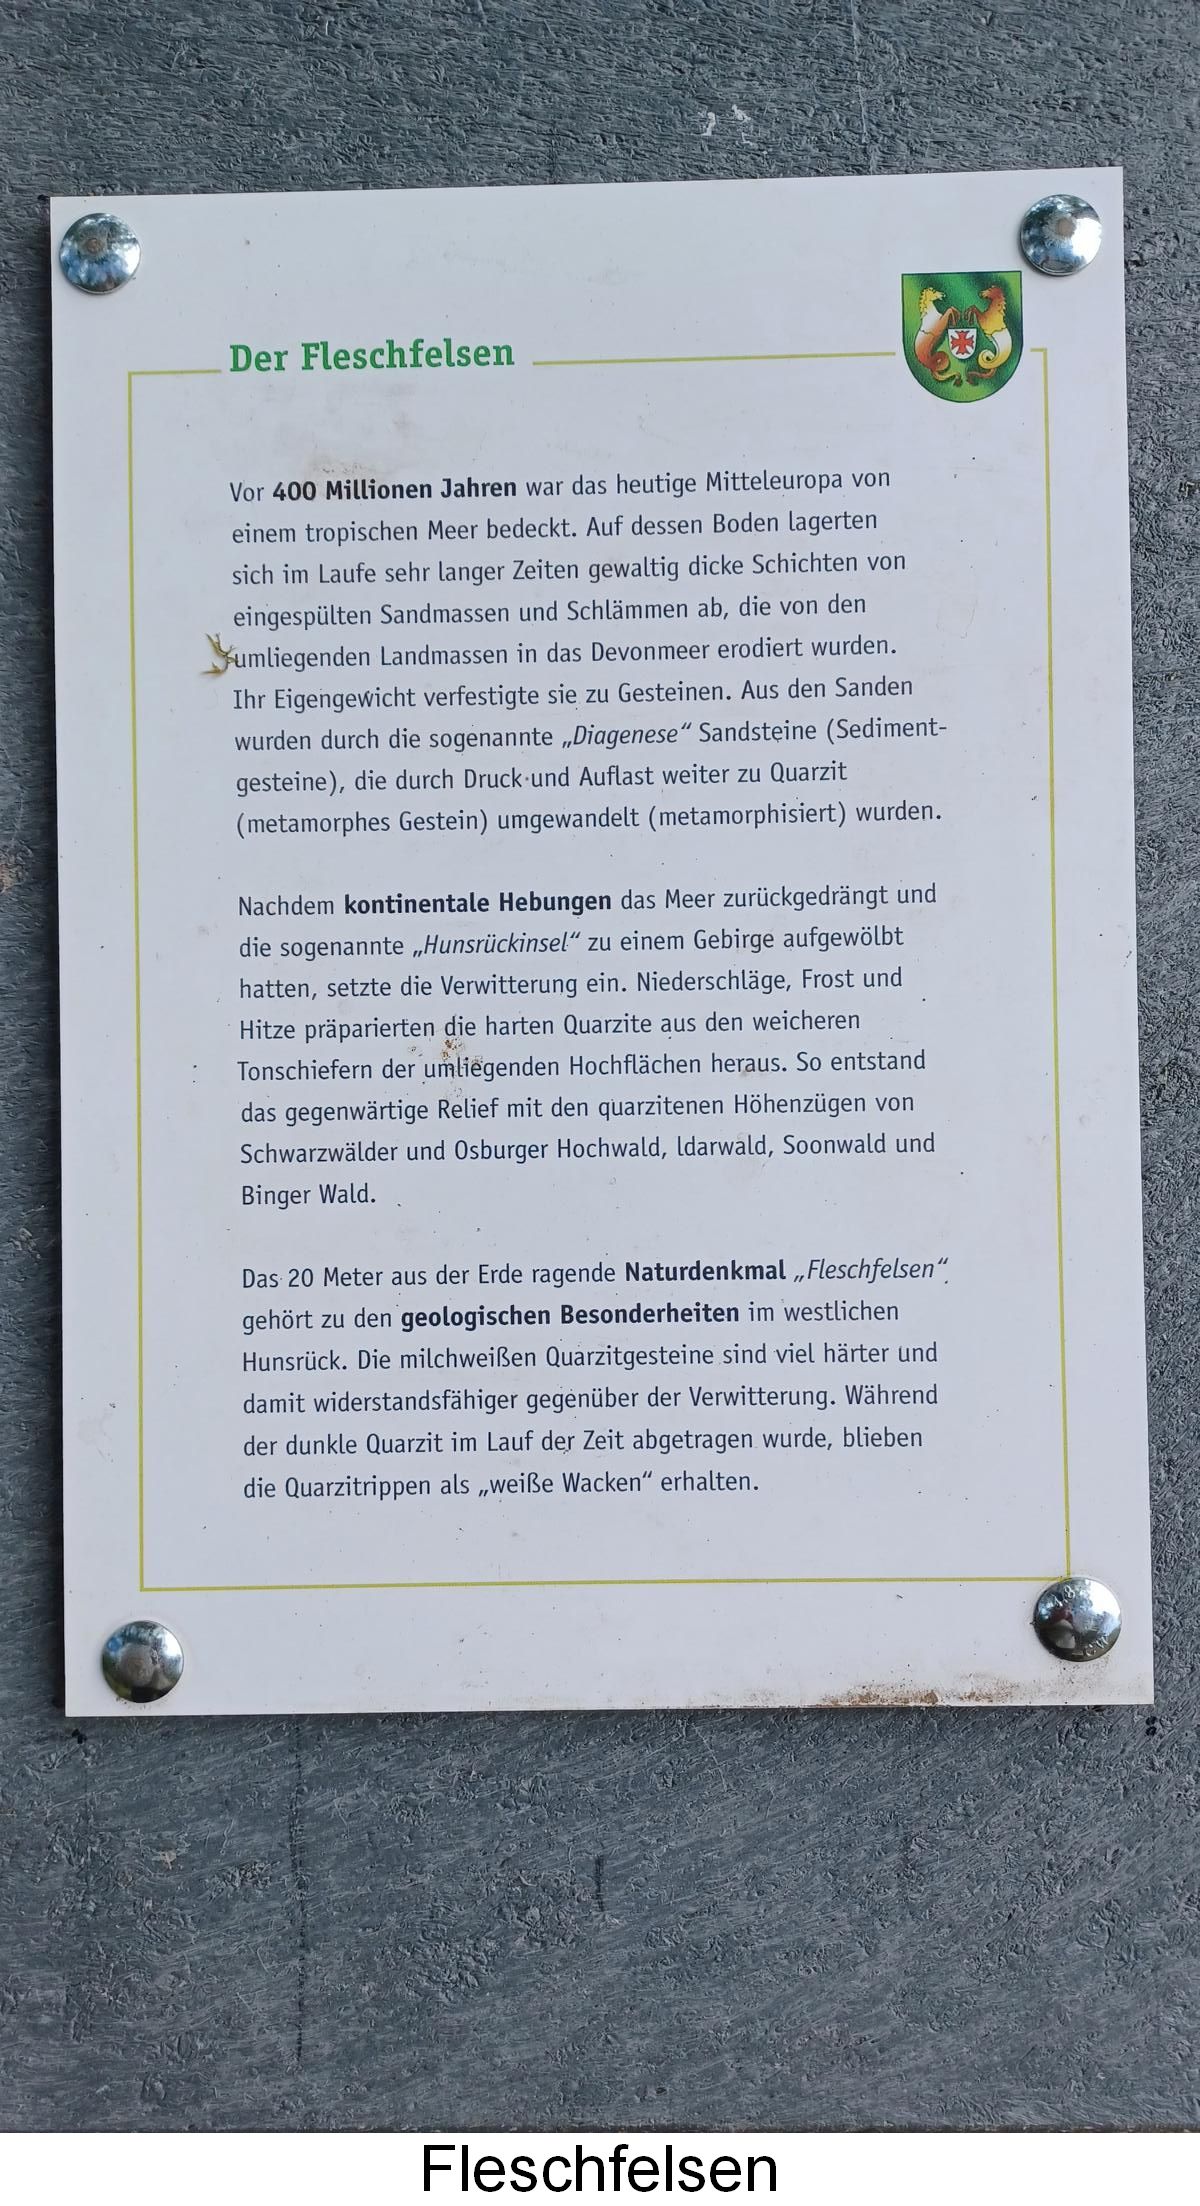 Der Fleschfelsen
Vor 400 Millionen Jahren war das heutige Mitteleuropa von
einem tropischen Meer bedeckt. Auf dessen Boden lagerten
sich im Laufe sehr langer Zeiten gewaltig dicke Schichten von
eingespülten Sandmassen und Schlämmen ab, die von den
umliegenden Landmassen in das Devonmeer erodiert wurden.
Ihr Eigengewicht verfestigte sie zu Gesteinen. Aus den Sanden
wurden durch die sogenannte „Diagenese“ Sandsteine (Sediment-
gesteine), die durch Druck und Auflast weiter zu Quarzit
(metamorphes Gestein) umgewandelt (metamorphisiert) wurden.
Nachdem kontinentale Hebungen das Meer zurückgedrängt und
die sogenannte „Hunsrückinsel“ zu einem Gebirge aufgewölbt
hatten, setzte die Verwitterung ein. Niederschläge, Frost und
Hitze präparierten die harten Quarzite aus den weicheren
Tonschiefern der umliegenden Hochflächen heraus. So entstand
das gegenwärtige Relief mit den quarzitenen Höhenzügen von
Schwarzwälder und Osburger Hochwald, ldarwald, Soonwald und
Binger Wald.
Das 20 Meter aus der Erde ragende Naturdenkmal „Fleschfelsen“
gehört zu den geologischen Besonderheiten im westlichen
Hunsrück. Die milchweißen Quarzitgesteine sind viel härter und
damit widerstandsfähiger gegenüber der Verwitterung. Während
der dunkle Quarzit im Lauf der Zeit abgetragen wurde, blieben
die Quarzitrippen als „weiße Wacken“ erhalten.
Fleschfelsen